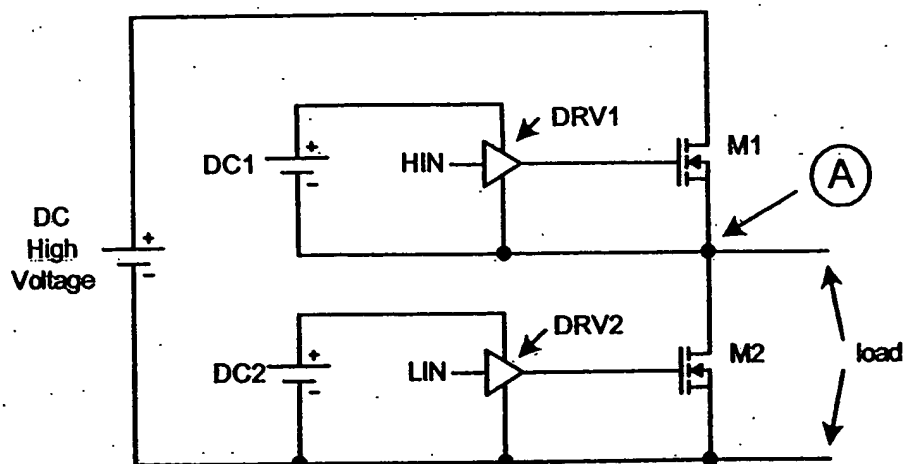 DRV1
DC1
HIN
M1
A
DC
High
Voltage
DRV2
DC2
LIN
M2
load